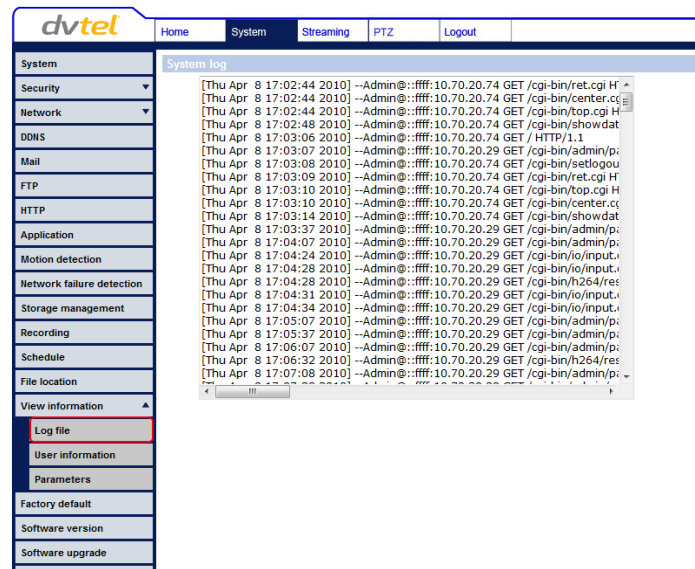 dvtel
Home System Streaming PTZ Logout
System
Security
Network
DDNS
Mail
FTP
HTTP
Application
Motion detection
Network failure detection
Storage management
Recording
Schedule
File location
View information
Log file
User information
Parameters
Factory default
Software version
Software upgrade
System log
[Thu Apr 8 17:02:44 2010] --Admin@::ffff:10.70.20.74 GET /cgi-bin/ret.cgi
[Thu Apr 8 17:02:44 2010] --Admin@::ffff:10.70.20.74 GET /cgi-bin/center.cg
[Thu Apr 8 17:02:44 2010] --Admin@::ffff:10.70.20.74 GET /cgi-bin/top.cgi H
[Thu Apr 8 17:02:48 2010] --Admin@::ffff:10.70.20.74 GET /cgi-bin/showdat
[Thu Apr 8 17:03:06 2010] --Admin@::ffff:10.70.20.74 GET / HTTP/1.1
[Thu Apr 8 17:03:07 2010] --Admin@::ffff:10.70.20.29 GET /cgi-bin/admin/pa
[Thu Apr 8 17:03:08 2010] --Admin@::ffff:10.70.20.74 GET /cgi-bin/setlogou
[Thu Apr 8 17:03:09 2010] --Admin@::ffff:10.70.20.74 GET /cgi-bin/ret.cgi
[Thu Apr 8 17:03:10 2010] --Admin@::ffff:10.70.20.74 GET /cgi-bin/top.cgi H
[Thu Apr 8 17:03:10 2010] --Admin@::ffff:10.70.20.74 GET /cgi-bin/center.cg
[Thu Apr 8 17:03:14 2010] --Admin@::ffff:10.70.20.74 GET /cgi-bin/showdat
[Thu Apr 8 17:03:37 2010] --Admin@::ffff:10.70.20.29 GET /cgi-bin/admin/pa
[Thu Apr 8 17:04:07 2010] --Admin@::ffff:10.70.20.29 GET /cgi-bin/admin/pa
[Thu Apr 8 17:04:24 2010] --Admin@::ffff:10.70.20.29 GET /cgi-bin/io/input.
[Thu Apr 8 17:04:28 2010] --Admin@::ffff:10.70.20.29 GET /cgi-bin/io/input.
[Thu Apr 8 17:04:28 2010] --Admin@::ffff:10.70.20.29 GET /cgi-bin/h264/res
[Thu Apr 8 17:04:31 2010] --Admin@::ffff:10.70.20.29 GET /cgi-bin/io/input.
[Thu Apr 8 17:04:34 2010] --Admin@::ffff:10.70.20.29 GET /cgi-bin/io/input.
[Thu Apr 8 17:05:07 2010] --Admin@::ffff:10.70.20.29 GET /cgi-bin/admin/pa
[Thu Apr 8 17:05:37 2010] --Admin@::ffff:10.70.20.29 GET /cgi-bin/admin/pa
[Thu Apr 8 17:06:07 2010] --Admin@::ffff:10.70.20.29 GET /cgi-bin/admin/pa
[Thu Apr 8 17:06:32 2010] --Admin@::ffff:10.70.20.29 GET /cgi-bin/h264/res
[Thu Apr 8 17:07:08 2010] --Admin@::ffff:10.70.20.29 GET /cgi-bin/admin/pa